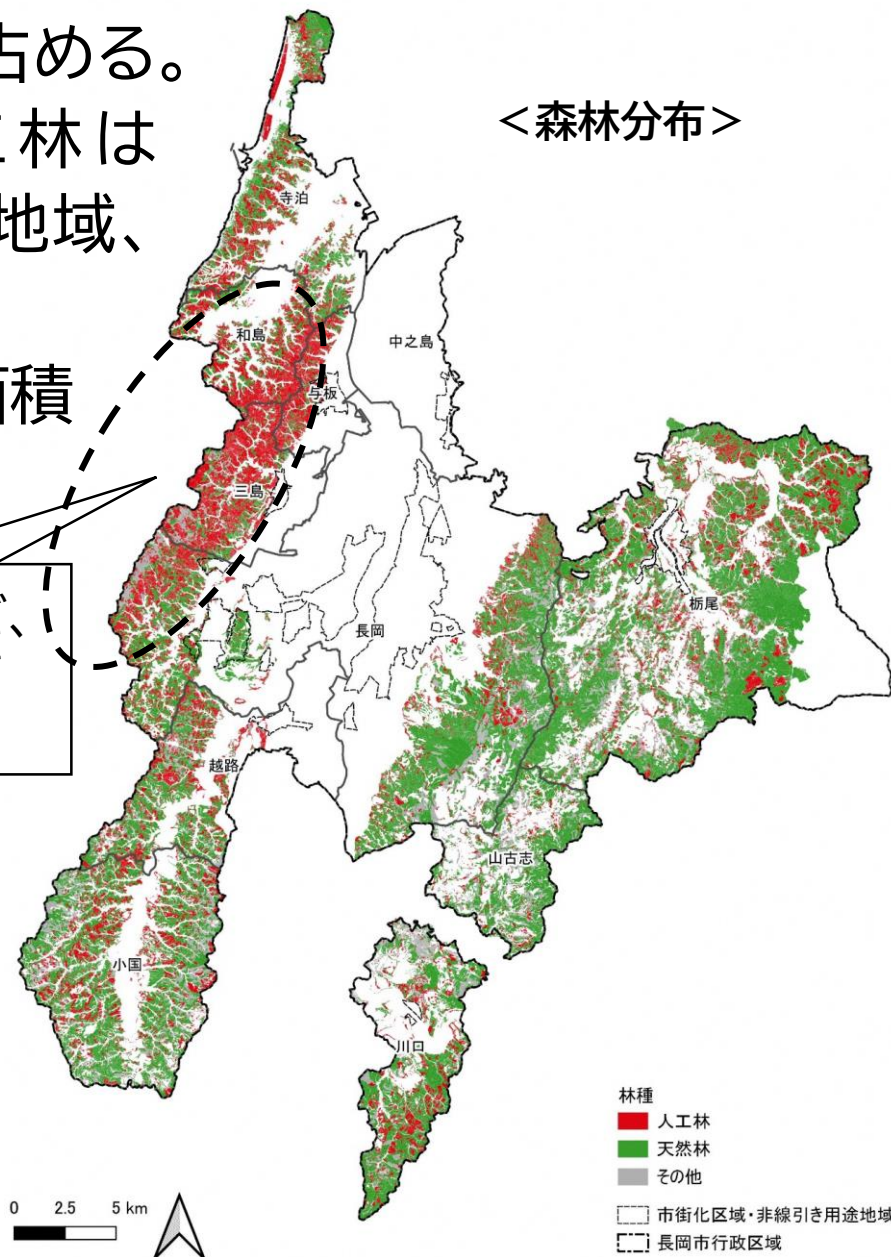 占める。
林は
地域、
積
＜森林分布＞
寺泊
和島
中之島
与板
三島
栃尾
長岡
越路
山古志
小国
川口
林種
人工林
天然林
その他
市街化区域・非線引き用途地域
長岡市行政区域
0 2.5 5 km